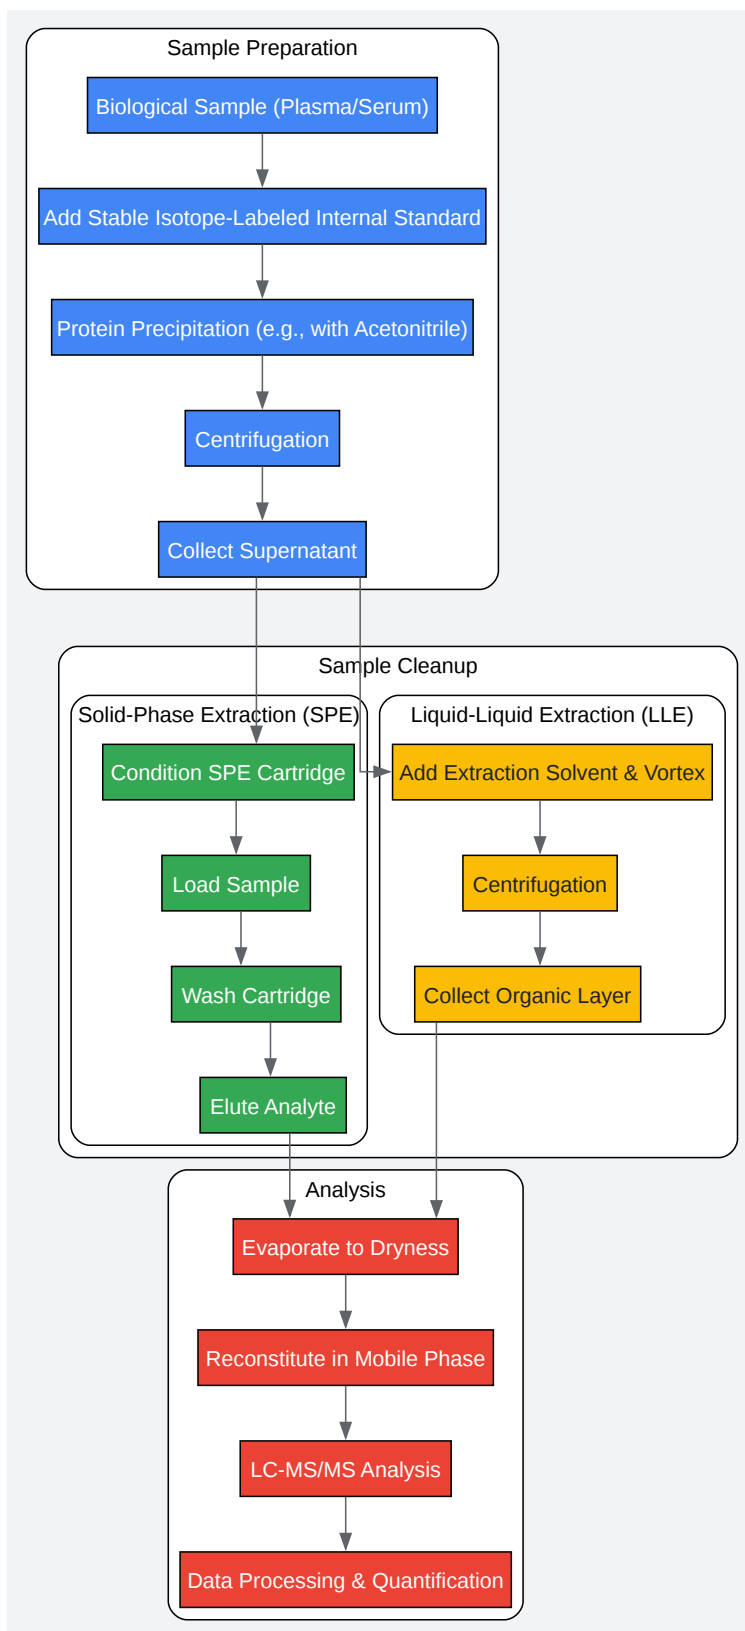 Sample Preparation
Biological Sample (Plasma/Serum)
Add Stable Isotope-Labeled Internal Standard
Protein Precipitation (e.g., with Acetonitrile)
Centrifugation
Collect Supernatant
Sample Cleanup
Solid-Phase Extraction (SPE)
Condition SPE Cartridge
Load Sample
Wash Cartridge
Elute Analyte
Liquid-Liquid Extraction (LLE)
Add Extraction Solvent & Vortex
Centrifugation
Collect Organic Layer
Analysis
Evaporate to Dryness
Reconstitute in Mobile Phase
LC-MS/MS Analysis
Data Processing & Quantification